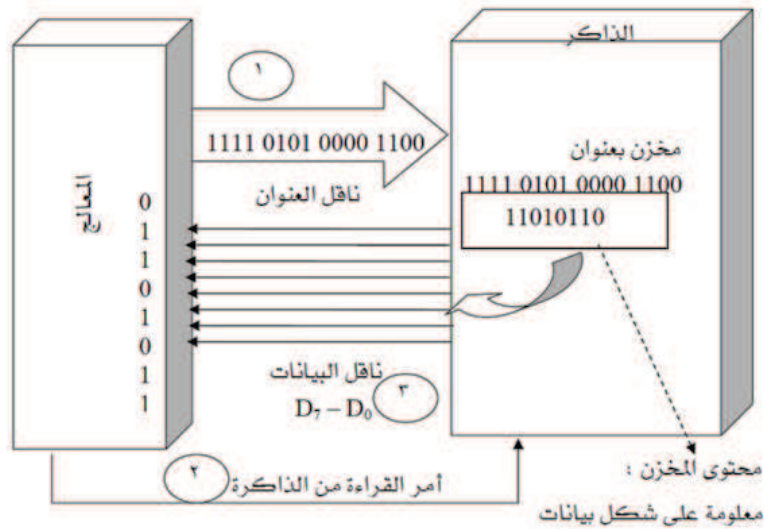 الذاكر
١
1111 0101 0000 1100
ناقل العنوان
المعالج
مخزن بعنوان
1111 0101 0000 1100
11010110
0
1
1
0
1
0
1
1
ناقل البيانات
D₇ – D₀
٣
٢
أمر القراءة من الذاكرة
محتوى المخزن :
معلومة على شكل بيانات